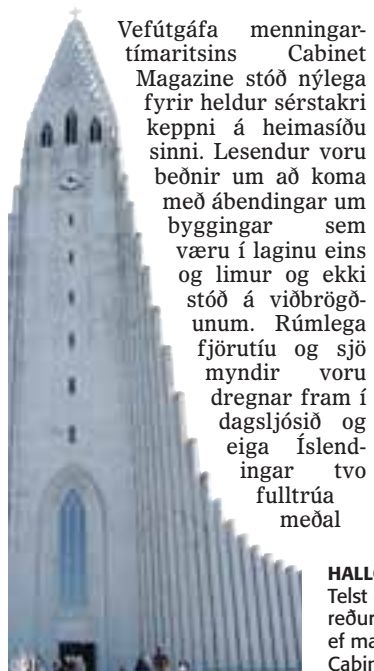 Vefútgáfa menningar-
tímaritsins Cabinet
Magazine stóð nýlega
fyrir heldur sérstakri
keppni á heimasíðu
sinni. Lesendur voru
beðnir um að koma
með ábendingar um
byggingar sem
væru í laginu eins
og limur og ekki
stóð á viðbrögð-
unum. Rúmlega
fjörutíu og sjö
myndir voru
dregnar fram í
dagsljósið og
eiga Íslend-
ingar tvo
fulltrúa
meðal
Telst
reður
ef ma
Cabin